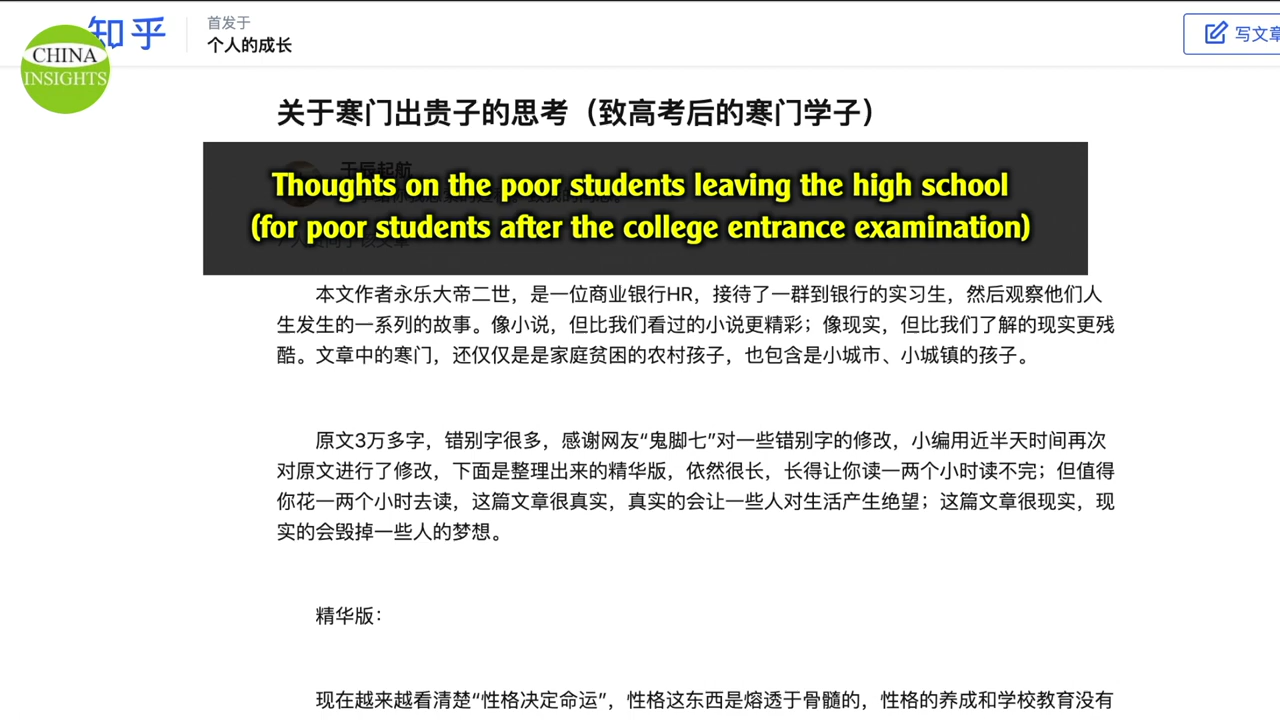 知乎
首发于
个人的成长
写文章
CHINA
INSIGHTS
关于寒门出贵子的思考（致高考后的寒门学子）
Thoughts on the poor students leaving the high school
(for poor students after the college entrance examination)
本文作者永乐大帝二世，是一位商业银行HR，接待了一群到银行的实习生，然后观察他们人
生发生的一系列的故事。像小说，但比我们看过的小说更精彩；像现实，但比我们了解的现实更残
酷。文章中的寒门，还仅仅是是家庭贫困的农村孩子，也包含是小城市、小城镇的孩子。
原文3万多字，错别字很多，感谢网友“鬼脚七”对一些错别字的修改，小编用近半天时间再次
对原文进行了修改，下面是整理出来的精华版，依然很长，长得让你读一两个小时读不完；但值得
你花一两个小时去读，这篇文章很真实，真实的会让一些人对生活产生绝望；这篇文章很现实，现
实的会毁掉一些人的梦想。
精华版：
现在越来越看清楚“性格决定命运”，性格这东西是熔透于骨髓的，性格的养成和学校教育没有